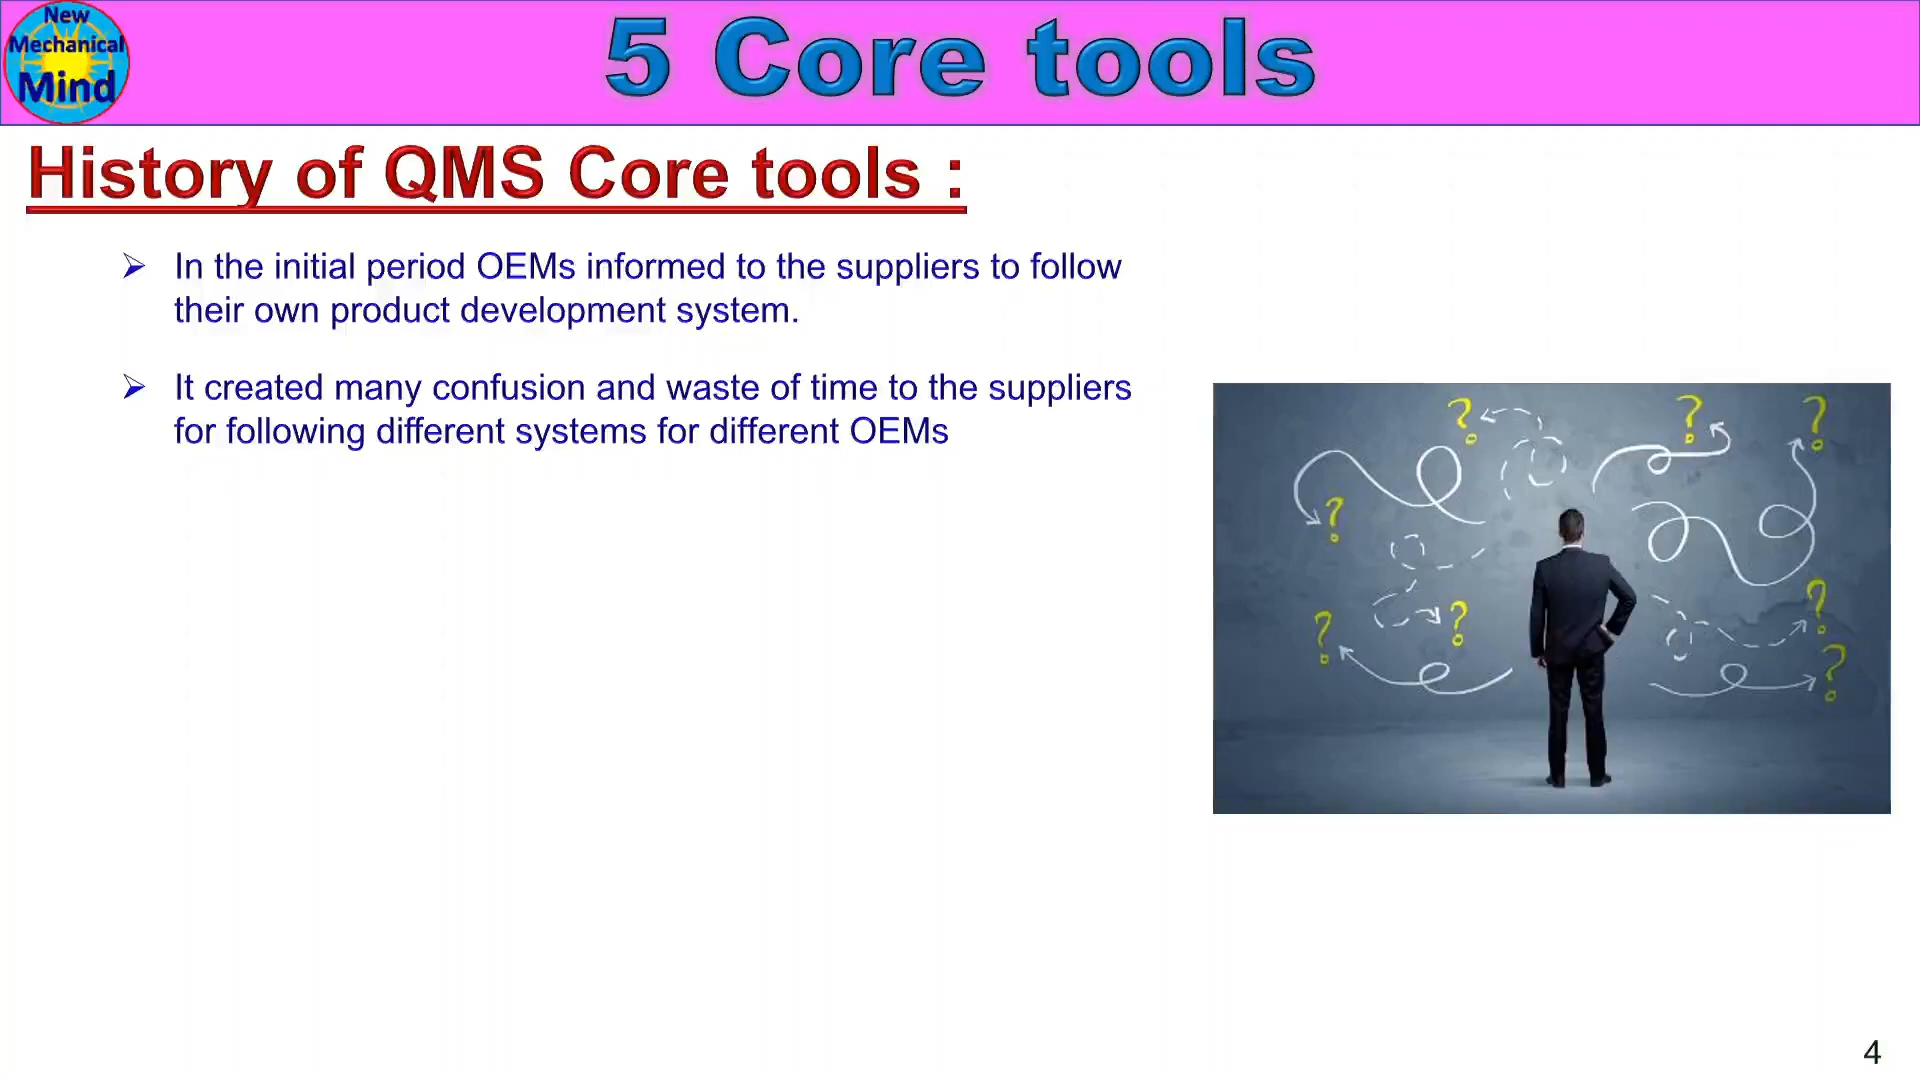 New
Mechanical
Mind
5 Core tools
History of QMS Core tools :
➢ In the initial period OEMs informed to the suppliers to follow
their own product development system.
➢ It created many confusion and waste of time to the suppliers
for following different systems for different OEMs
? ? ?
?
? ? ?
?
4